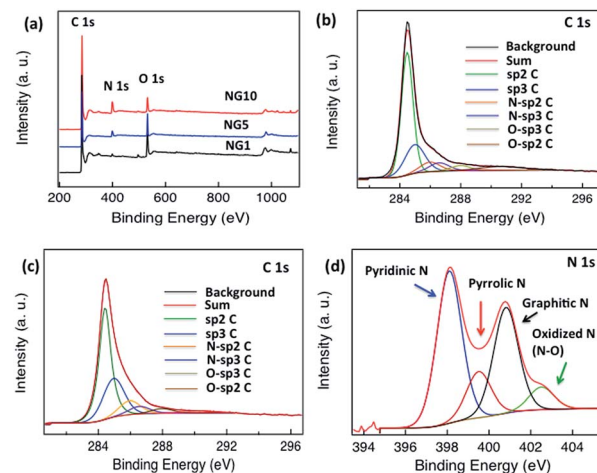 (a)
C 1s
N 1s
O 1s
NG10
NG5
NG1
Intensity (a. u.)
200 400 600 800 1000
Binding Energy (eV)
(b)
C 1s
Background
Sum
sp2 C
sp3 C
N-sp2 C
N-sp3 C
O-sp3 C
O-sp2 C
Intensity (a. u.)
284 288 292 296
Binding Energy (eV)
(c)
C 1s
Background
Sum
sp2 C
sp3 C
N-sp2 C
N-sp3 C
O-sp3 C
O-sp2 C
Intensity (a. u.)
284 288 292 296
Binding Energy (eV)
(d)
N 1s
Pyridinic N
Pyrrolic N
Graphitic N
Oxidized N
(N-O)
Intensity (a. u.)
394 396 398 400 402 404
Binding Energy (eV)